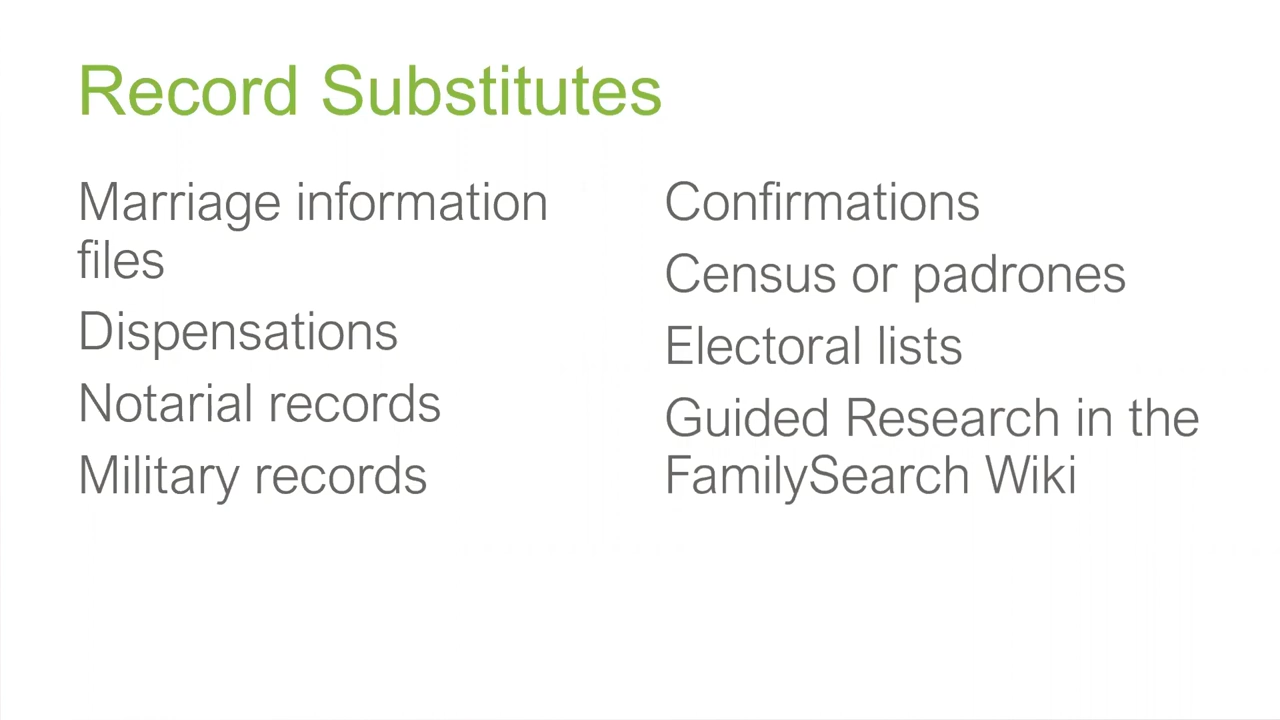 Record Substitutes
Marriage information
files
Dispensations
Notarial records
Military records
Confirmations
Census or padrones
Electoral lists
Guided Research in the
FamilySearch Wiki